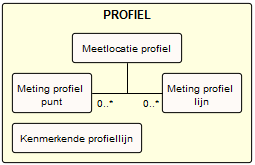 PROFIEL
Meetlocatie profiel
Meting profiel
punt
Meting profiel
lijn
0..*
0..*
Kenmerkende profiellijn